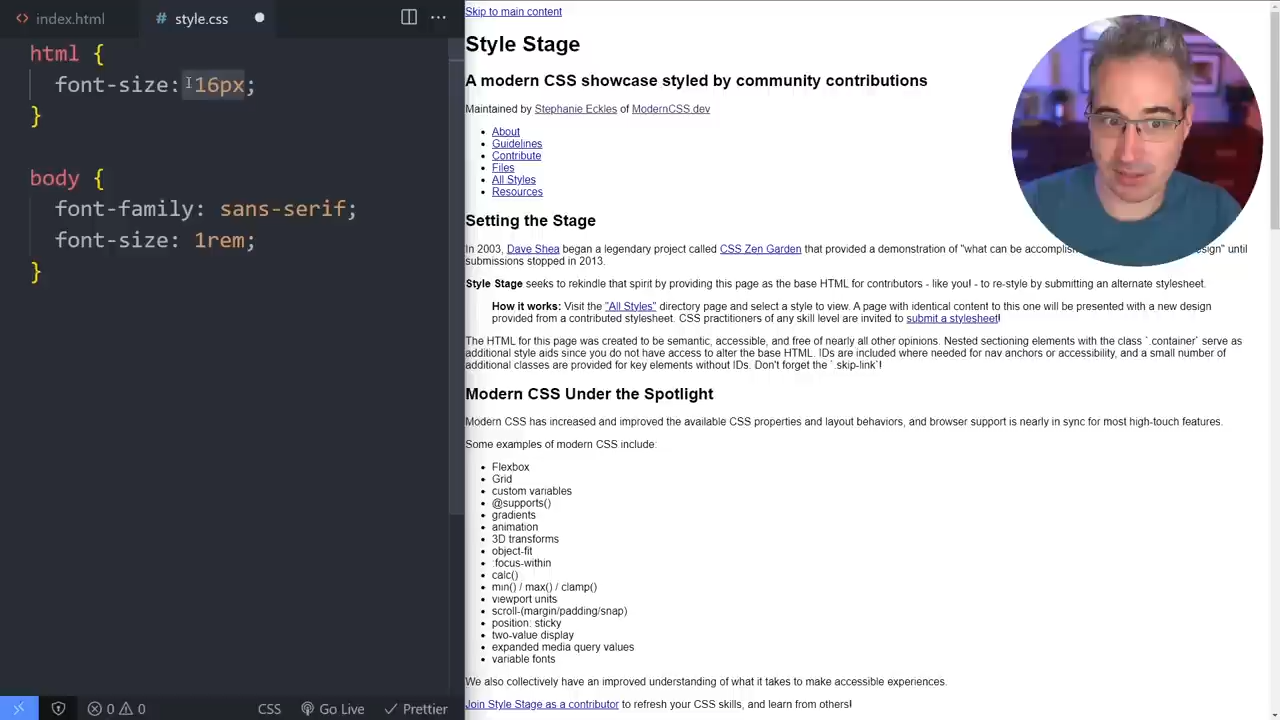 index.html
# style.css
html {
font-size: 16px;
}
body {
font-family: sans-serif;
font-size: 1rem;
}
0 0
CSS
Go Live
Prettier
Skip to main content
Style Stage
A modern CSS showcase styled by community contributions
Maintained by Stephanie Eckles of ModernCSS.dev
About
Guidelines
Contribute
Files
All Styles
Resources
Setting the Stage
In 2003, Dave Shea began a legendary project called CSS Zen Garden that provided a demonstration of "what can be accomplis sign" until
submissions stopped in 2013.
Style Stage seeks to rekindle that spirit by providing this page as the base HTML for contributors - like you! - to re-style by submitting an alternate stylesheet.
How it works: Visit the "All Styles" directory page and select a style to view. A page with identical content to this one will be presented with a new design
provided from a contributed stylesheet. CSS practitioners of any skill level are invited to submit a stylesheet!
The HTML for this page was created to be semantic, accessible, and free of nearly all other opinions. Nested sectioning elements with the class `.container` serve as
additional style aids since you do not have access to alter the base HTML. IDs are included where needed for nav anchors or accessibility, and a small number of
additional classes are provided for key elements without IDs. Don't forget the `.skip-link`!
Modern CSS Under the Spotlight
Modern CSS has increased and improved the available CSS properties and layout behaviors, and browser support is nearly in sync for most high-touch features.
Some examples of modern CSS include:
Flexbox
Grid
custom variables
@supports()
gradients
animation
3D transforms
object-fit
:focus-within
calc()
min() / max() / clamp()
viewport units
scroll-(margin/padding/snap)
position: sticky
two-value display
expanded media query values
variable fonts
We also collectively have an improved understanding of what it takes to make accessible experiences.
Join Style Stage as a contributor to refresh your CSS skills, and learn from others!